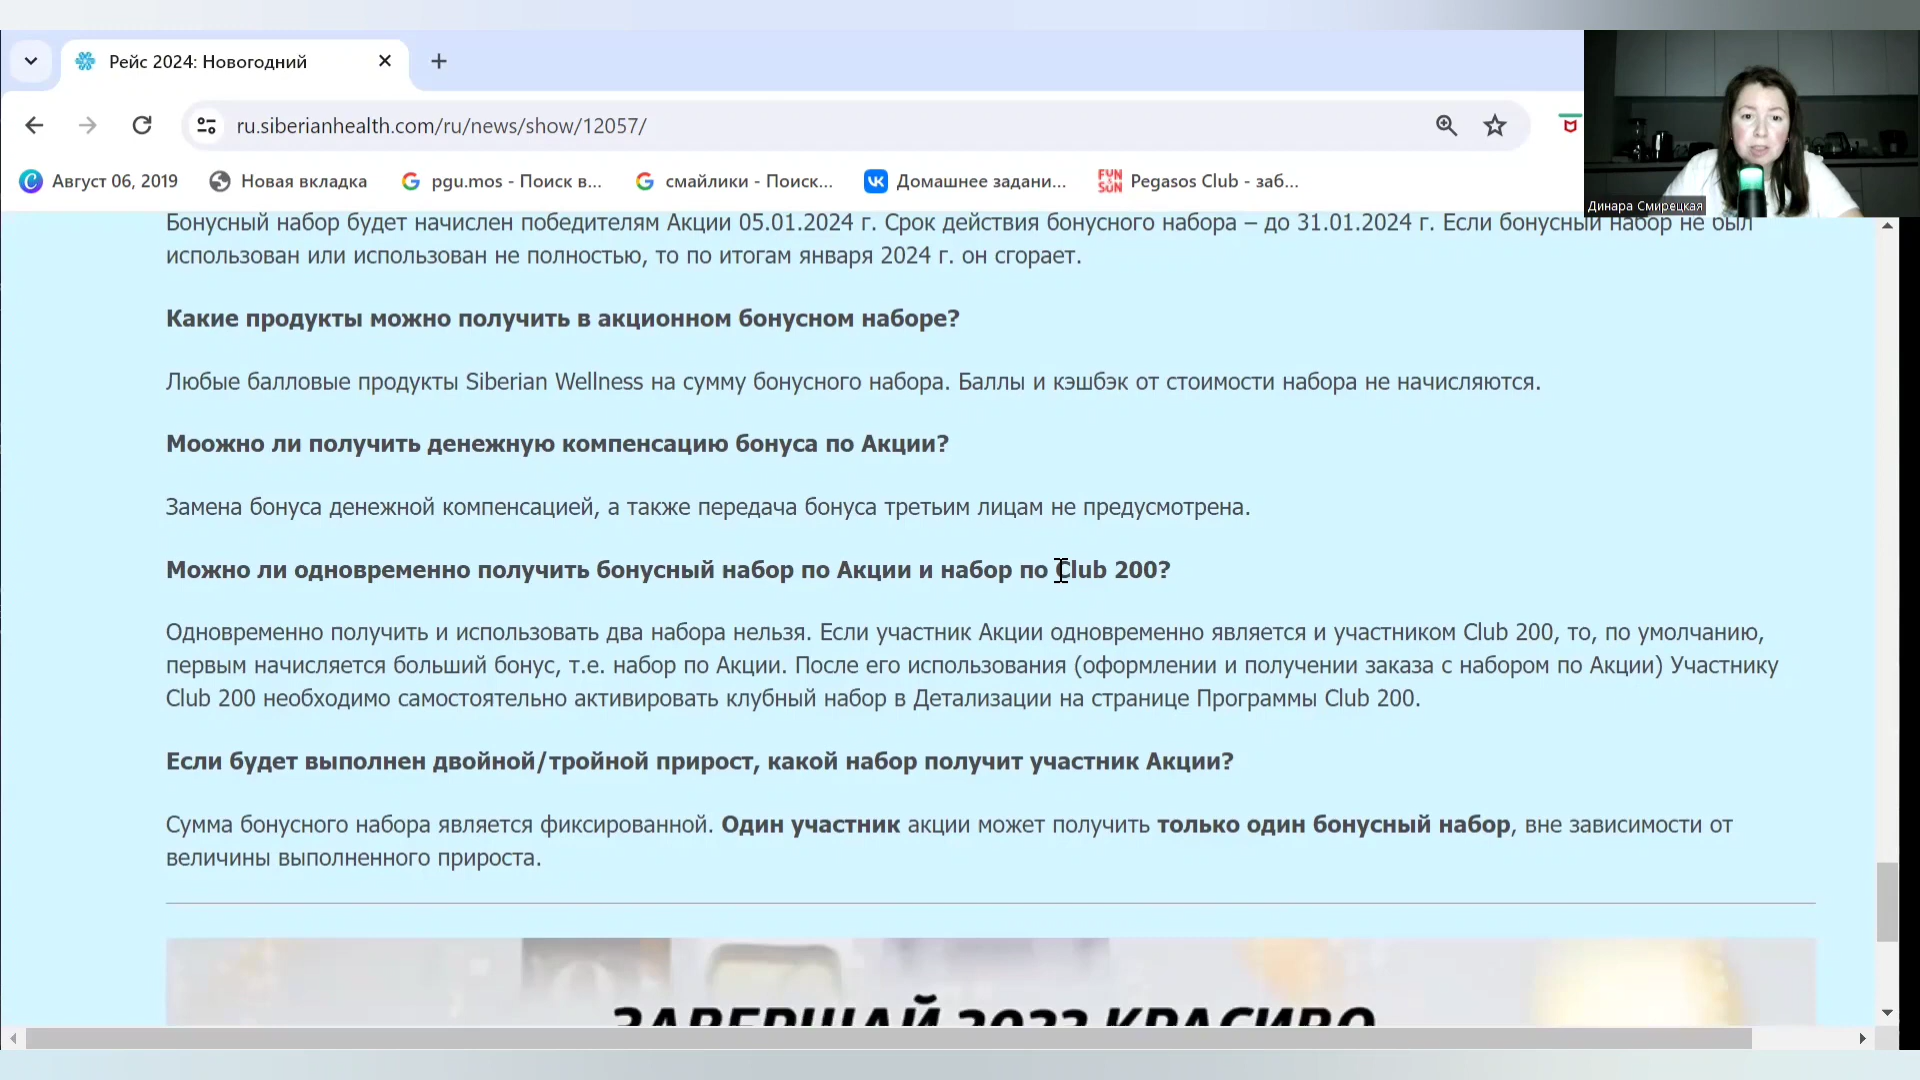 Рейс 2024: Новогодний
ru.siberianhealth.com/ru/news/show/12057/
Август 06, 2019
Новая вкладка
pgu.mos - Поиск в...
смайлики - Поиск...
Домашнее задани...
FUN&SUN
Pegasos Club - заб...
Динара Смирецкая
Бонусный набор будет начислен победителям Акции 05.01.2024 г. Срок действия бонусного набора – до 31.01.2024 г. Если бонусный набор не был
использован или использован не полностью, то по итогам января 2024 г. он сгорает.
Какие продукты можно получить в акционном бонусном наборе?
Любые балловые продукты Siberian Wellness на сумму бонусного набора. Баллы и кэшбэк от стоимости набора не начисляются.
Моожно ли получить денежную компенсацию бонуса по Акции?
Замена бонуса денежной компенсацией, а также передача бонуса третьим лицам не предусмотрена.
Можно ли одновременно получить бонусный набор по Акции и набор по Club 200?
Одновременно получить и использовать два набора нельзя. Если участник Акции одновременно является и участником Club 200, то, по умолчанию,
первым начисляется больший бонус, т.е. набор по Акции. После его использования (оформлении и получении заказа с набором по Акции) Участнику
Club 200 необходимо самостоятельно активировать клубный набор в Детализации на странице Программы Club 200.
Если будет выполнен двойной/тройной прирост, какой набор получит участник Акции?
Сумма бонусного набора является фиксированной. Один участник акции может получить только один бонусный набор, вне зависимости от
величины выполненного прироста.
ЗАВЕРШАЙ 2023 КРАСИВО